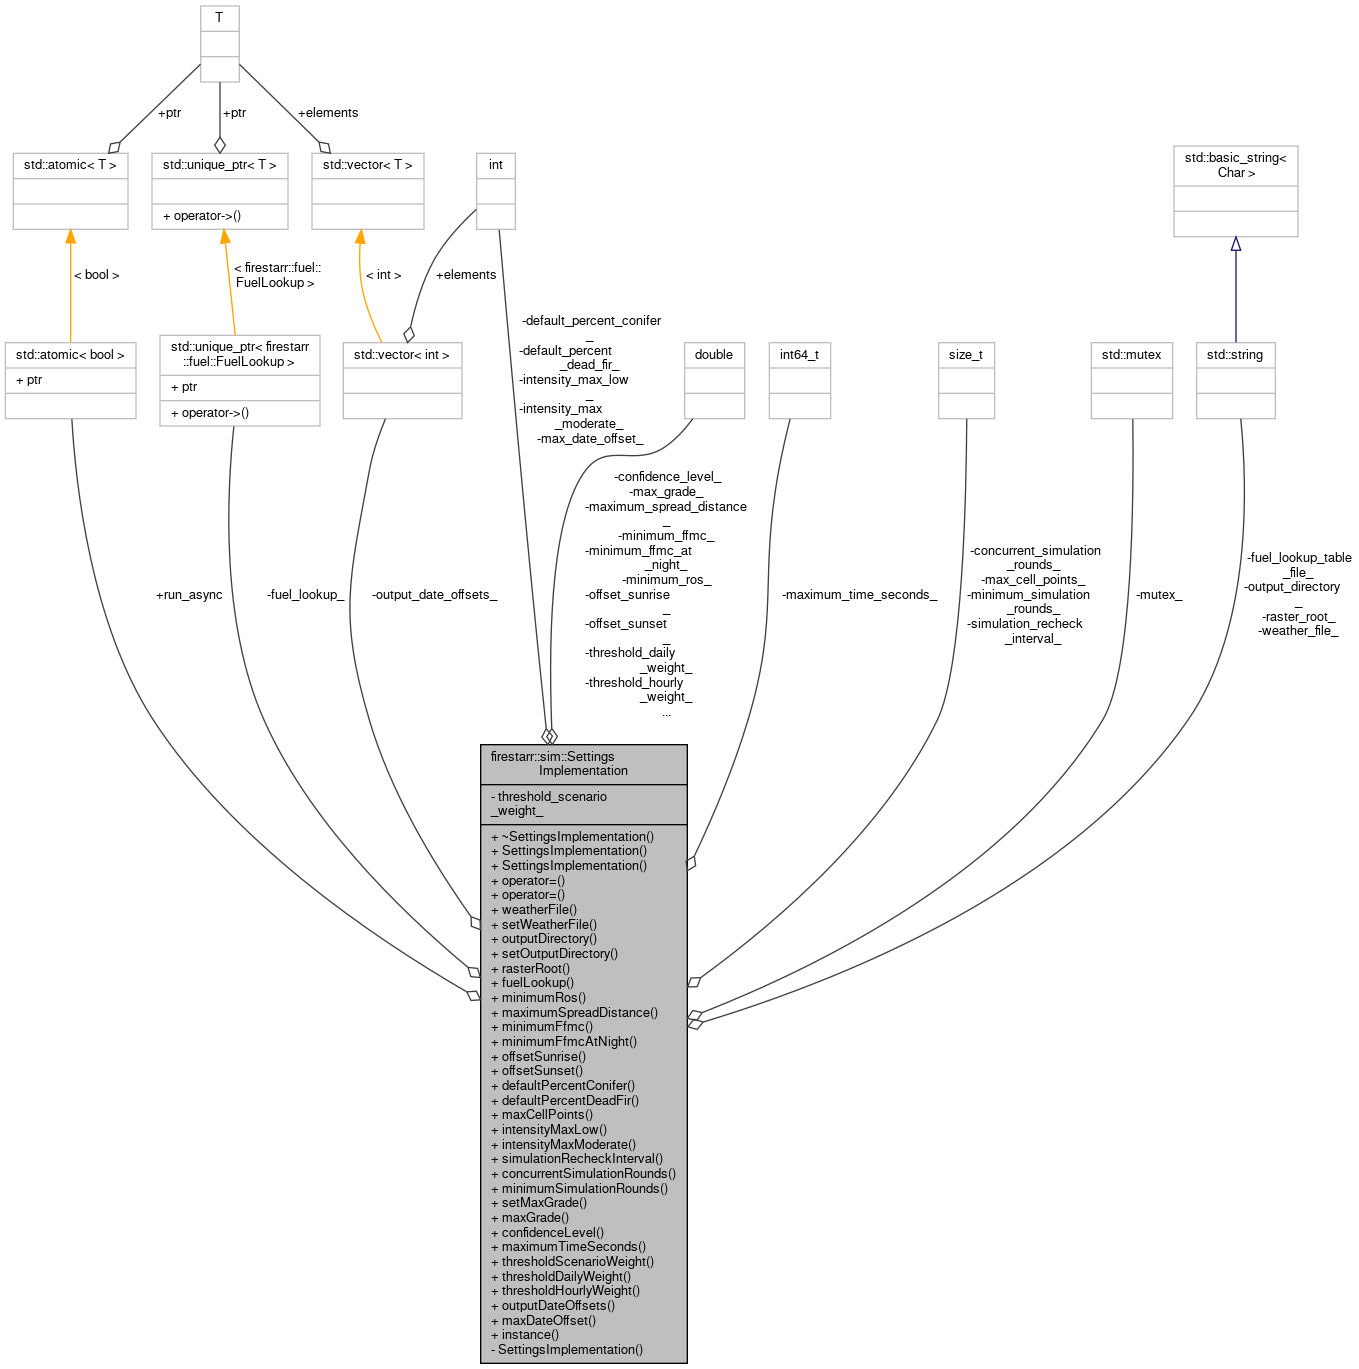 T
+ptr
+ptr
+elements
std::atomic< T >
std::unique_ptr< T >
+ operator->()
std::vector< T >
int
std::basic_string<
Char >
< bool >
< firestarr::fuel::
FuelLookup >
< int >
+elements
std::atomic< bool >
+ ptr
std::unique_ptr< firestarr
::fuel::FuelLookup >
+ ptr
+ operator->()
std::vector< int >
-default_percent_conifer
_
-default_percent
_dead_fir_
-intensity_max_low
_
-intensity_max
_moderate_
-max_date_offset_
double
int64_t
size_t
std::mutex
std::string
+run_async
-fuel_lookup_
-output_date_offsets_
-confidence_level_
-max_grade_
-maximum_spread_distance
_
-minimum_ffmc_
-minimum_ffmc_at
_night_
-minimum_ros_
-offset_sunrise
_
-offset_sunset
_
-threshold_daily
_weight_
-threshold_hourly
_weight_
...
-maximum_time_seconds_
-concurrent_simulation
_rounds_
-max_cell_points_
-minimum_simulation
_rounds_
-simulation_recheck
_interval_
-mutex_
-fuel_lookup_table
_file_
-output_directory
_
-raster_root_
-weather_file_
firestarr::sim::Settings
Implementation
- threshold_scenario
_weight_
+ ~SettingsImplementation()
+ SettingsImplementation()
+ SettingsImplementation()
+ operator=()
+ operator=()
+ weatherFile()
+ setWeatherFile()
+ outputDirectory()
+ setOutputDirectory()
+ rasterRoot()
+ fuelLookup()
+ minimumRos()
+ maximumSpreadDistance()
+ minimumFfmc()
+ minimumFfmcAtNight()
+ offsetSunrise()
+ offsetSunset()
+ defaultPercentConifer()
+ defaultPercentDeadFir()
+ maxCellPoints()
+ intensityMaxLow()
+ intensityMaxModerate()
+ simulationRecheckInterval()
+ concurrentSimulationRounds()
+ minimumSimulationRounds()
+ setMaxGrade()
+ maxGrade()
+ confidenceLevel()
+ maximumTimeSeconds()
+ thresholdScenarioWeight()
+ thresholdDailyWeight()
+ thresholdHourlyWeight()
+ outputDateOffsets()
+ maxDateOffset()
+ instance()
- SettingsImplementation()